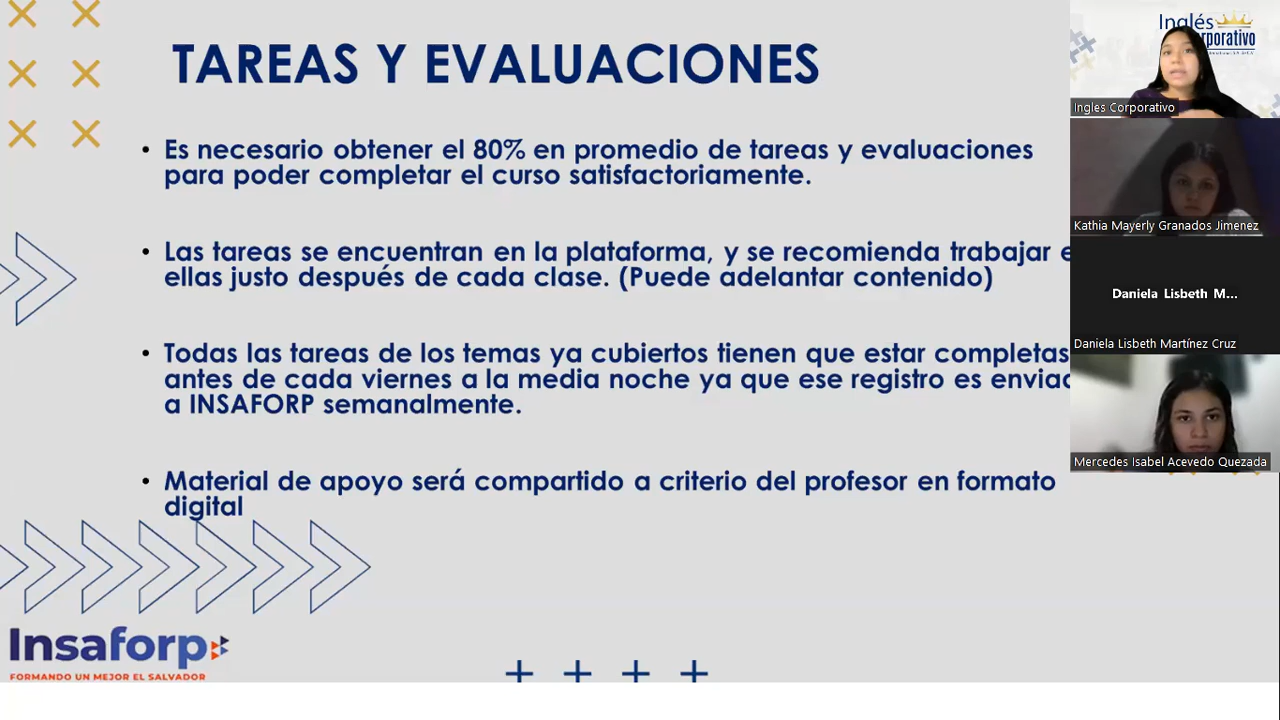 TAREAS Y EVALUACIONES
• Es necesario obtener el 80% en promedio de tareas y evaluaciones
para poder completar el curso satisfactoriamente.
• Las tareas se encuentran en la plataforma, y se recomienda trabajar
ellas justo después de cada clase. (Puede adelantar contenido)
• Todas las tareas de los temas ya cubiertos tienen que estar completas
antes de cada viernes a la media noche ya que ese registro es
a INSAFORP semanalmente.
• Material de apoyo será compartido a criterio del profesor en formato
digital
Insaforp
FORMANDO UN MEJOR EL SALVADOR
Inglés
Ingles Corporativo
Kathia Mayerly Granados Jimenez
Daniela Lisbeth M...
Daniela Lisbeth Martínez Cruz
Mercedes Isabel Acevedo Quezada